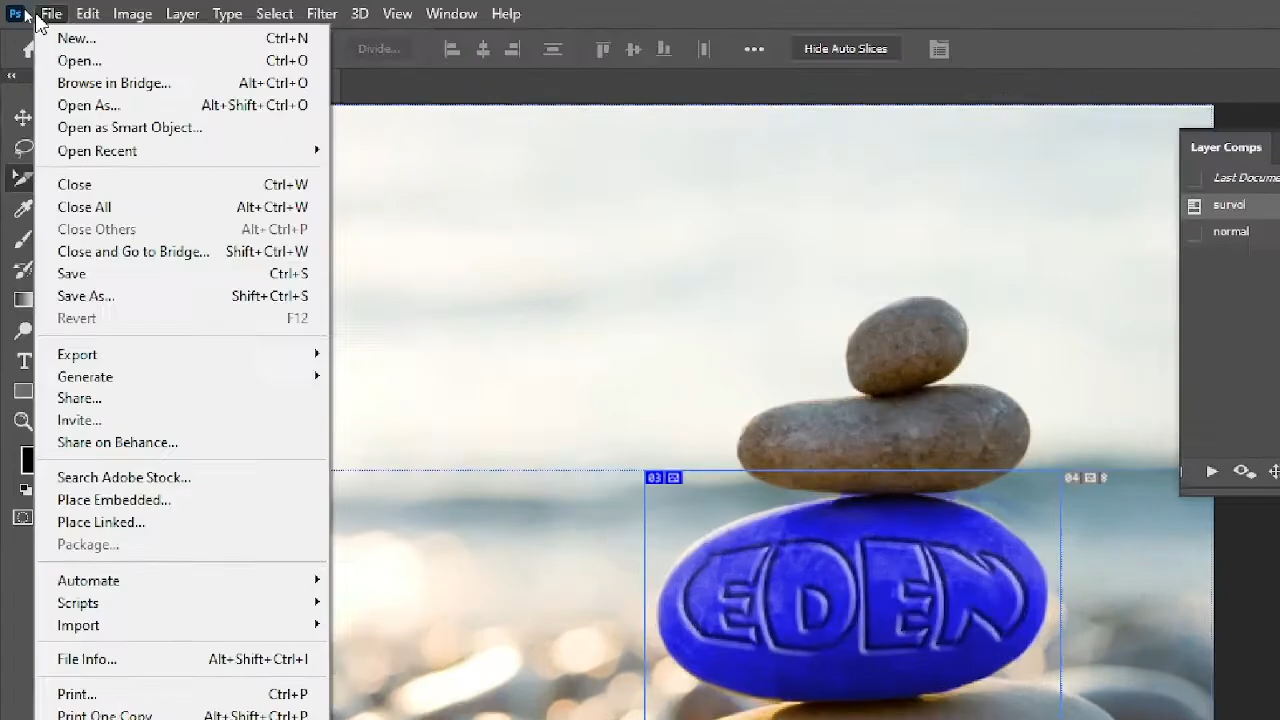 Ps File Edit Image Layer Type Select Filter 3D View Window Help
Divide... Hide Auto Slices
New... Ctrl+N
Open... Ctrl+O
Browse in Bridge... Alt+Ctrl+O
Open As... Alt+Shift+Ctrl+O
Open as Smart Object...
Open Recent
Close Ctrl+W
Close All Alt+Ctrl+W
Close Others Alt+Ctrl+P
Close and Go to Bridge... Shift+Ctrl+W
Save Ctrl+S
Save As... Shift+Ctrl+S
Revert F12
Export
Generate
Share...
Invite...
Share on Behance...
Search Adobe Stock...
Place Embedded...
Place Linked...
Package...
Automate
Scripts
Import
File Info... Alt+Shift+Ctrl+I
Print... Ctrl+P
Print One Copy Alt+Shift+Ctrl+P
Layer Comps
Last Docume
survol
normal
03
04
EDEN